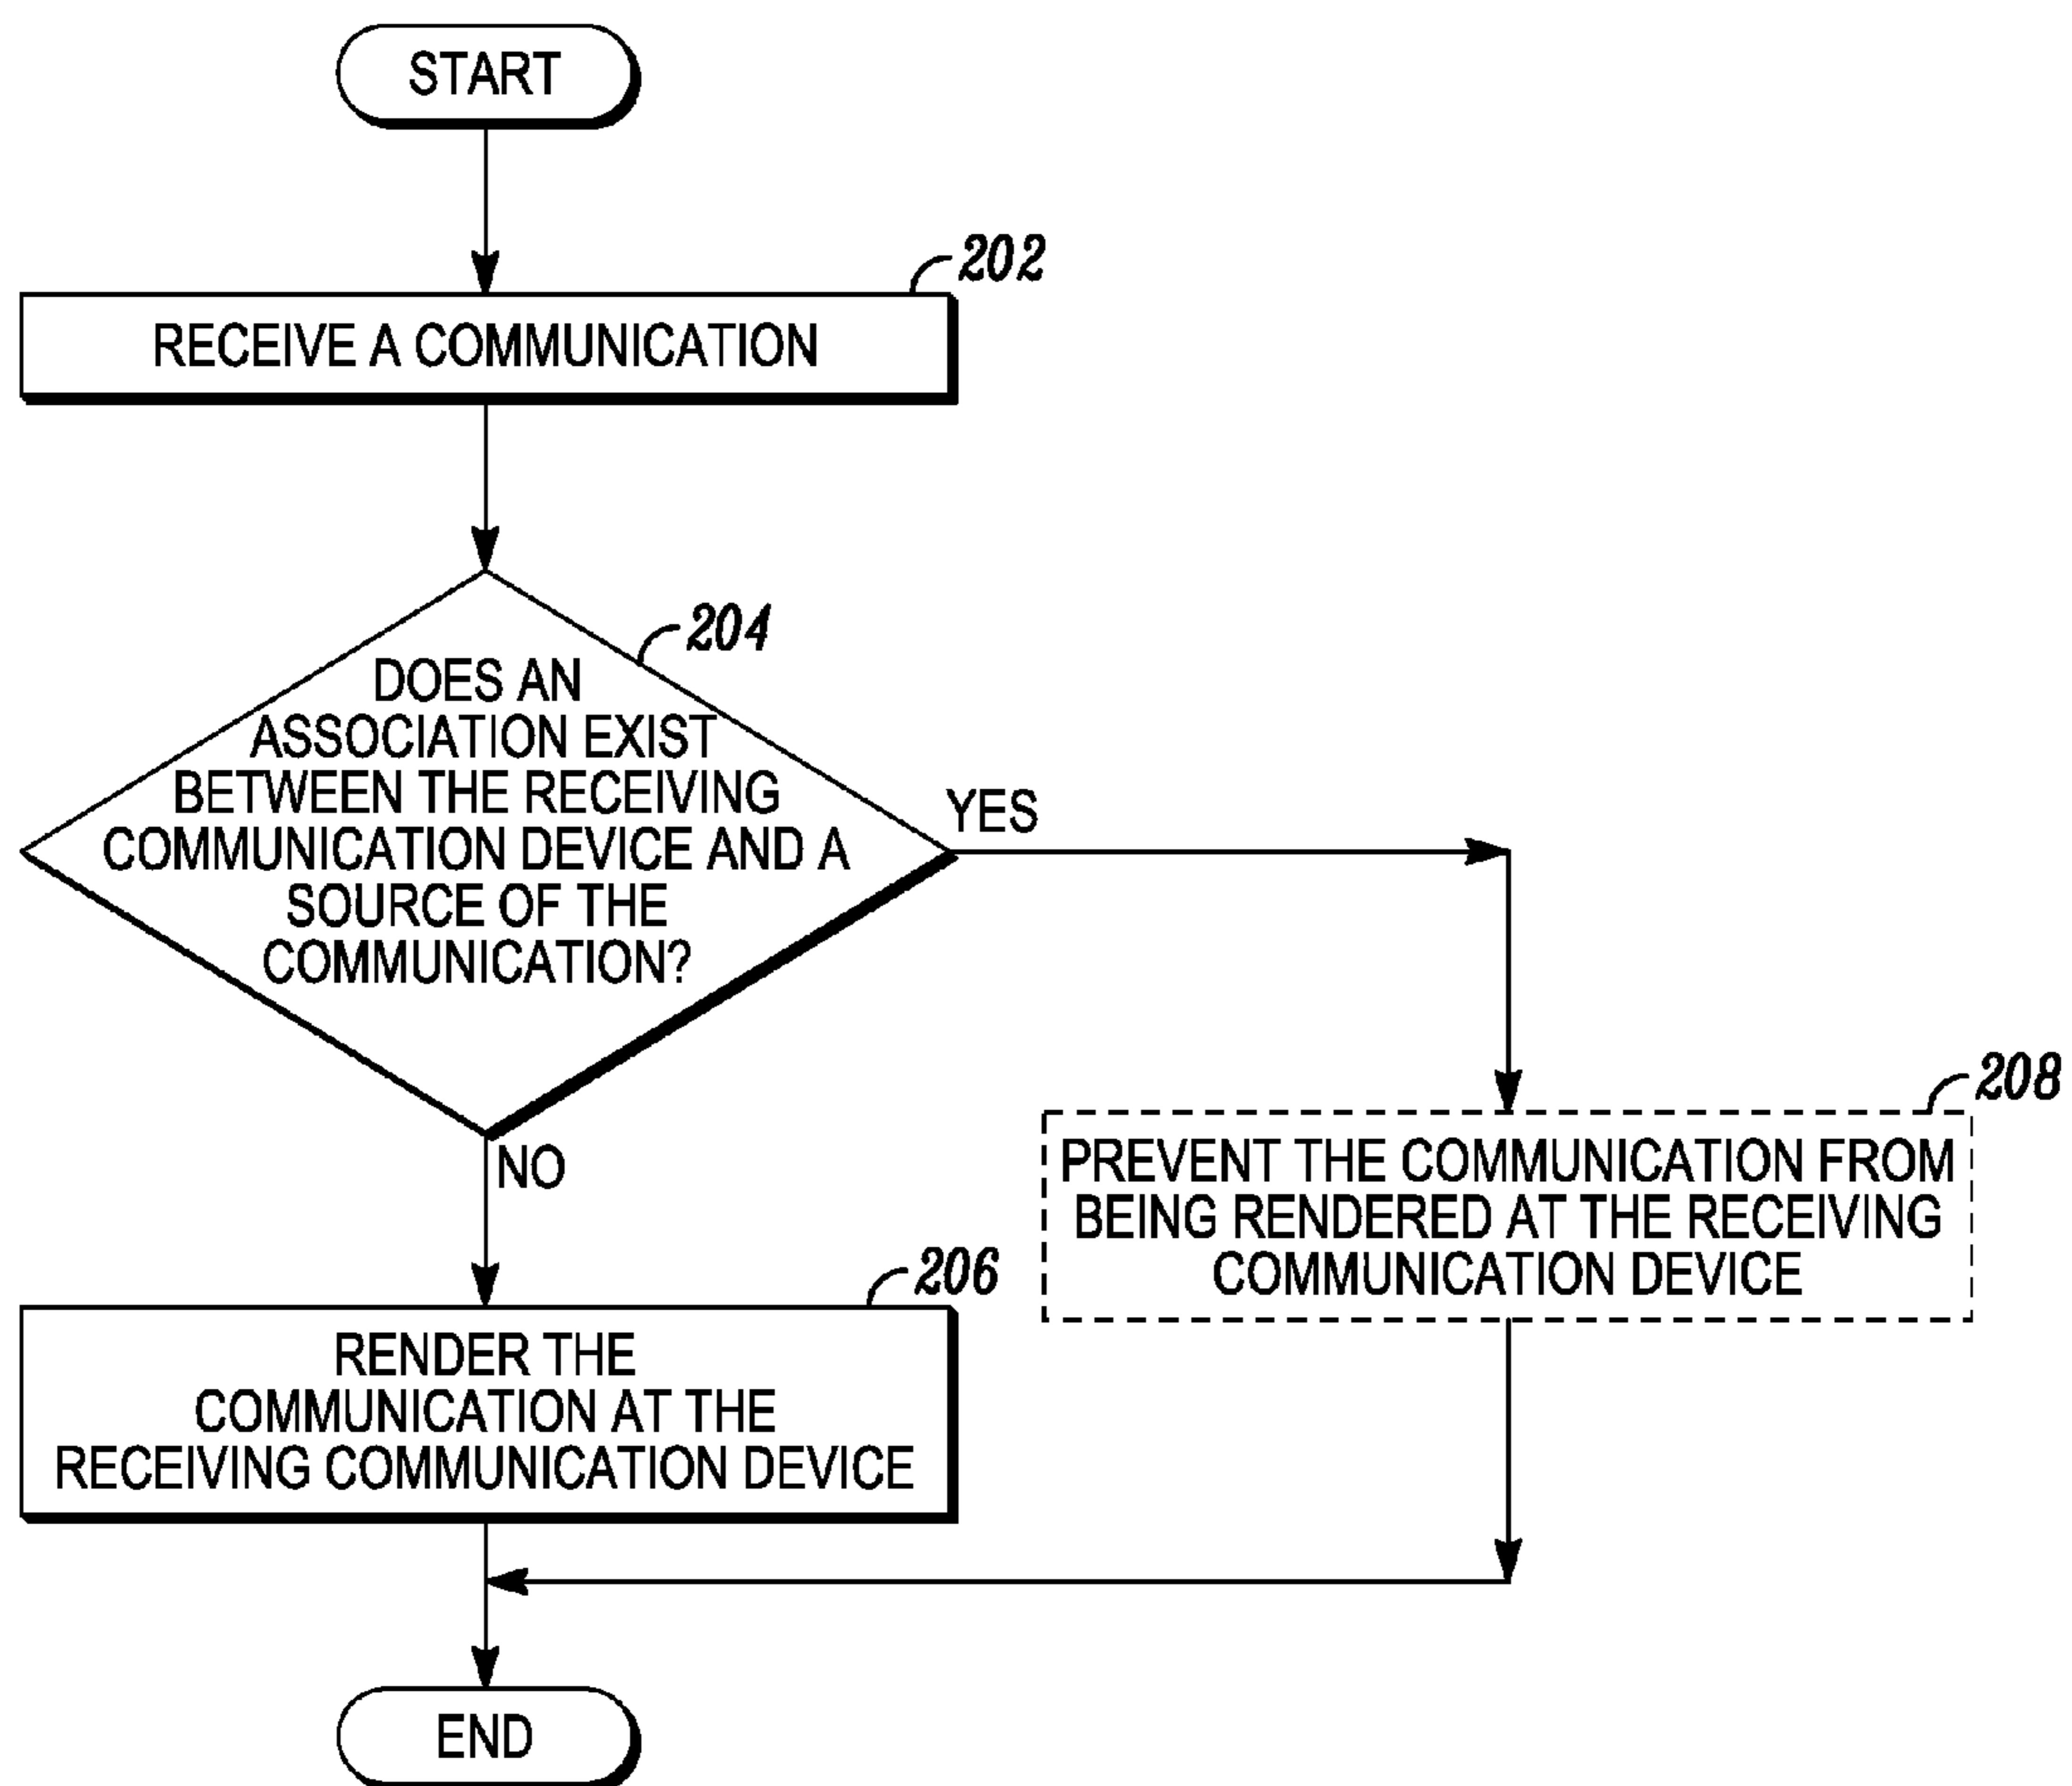 START
202
RECEIVE A COMMUNICATION
204
DOES AN
ASSOCIATION EXIST
BETWEEN THE RECEIVING
COMMUNICATION DEVICE AND A
SOURCE OF THE
COMMUNICATION?
YES
NO
208
PREVENT THE COMMUNICATION FROM
BEING RENDERED AT THE RECEIVING
COMMUNICATION DEVICE
206
RENDER THE
COMMUNICATION AT THE
RECEIVING COMMUNICATION DEVICE
END